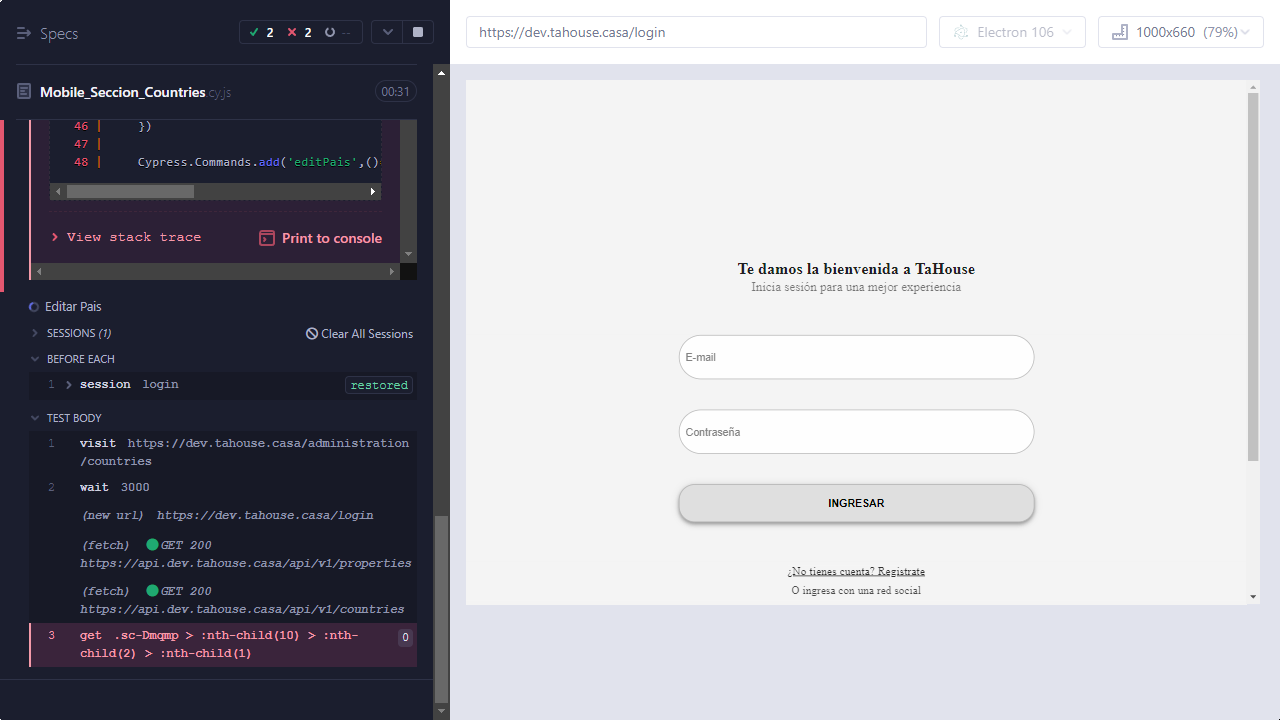 Specs
2
2
--
Mobile_Seccion_Countries.cy.js
00:31
46 | })
47 |
48 | Cypress.Commands.add('editPais',()
> View stack trace
Print to console
Editar Pais
SESSIONS (1)
Clear All Sessions
BEFORE EACH
1 > session login restored
TEST BODY
1 visit https://dev.tahouse.casa/administration
/countries
2 wait 3000
(new url) https://dev.tahouse.casa/login
(fetch) GET 200
https://api.dev.tahouse.casa/api/v1/properties
(fetch) GET 200
https://api.dev.tahouse.casa/api/v1/countries
3 get .sc-Dmqmp > :nth-child(10) > :nth-
child(2) > :nth-child(1)
0
https://dev.tahouse.casa/login
Electron 106
1000x660 (79%)
Te damos la bienvenida a TaHouse
Inicia sesión para una mejor experiencia
E-mail
Contraseña
INGRESAR
¿No tienes cuenta? Registrate
O ingresa con una red social